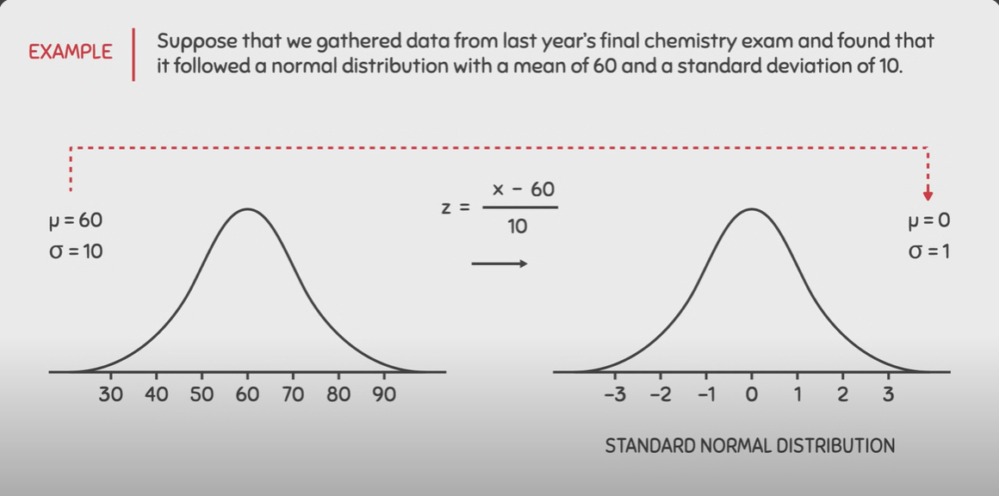 EXAMPLE
Suppose that we gathered data from last year's final chemistry exam and found that
it followed a normal distribution with a mean of 60 and a standard deviation of 10.
μ = 60
σ = 10
z = x - 60
10
μ = 0
σ = 1
30 40 50 60 70 80 90
-3 -2 -1 0 1 2 3
STANDARD NORMAL DISTRIBUTION